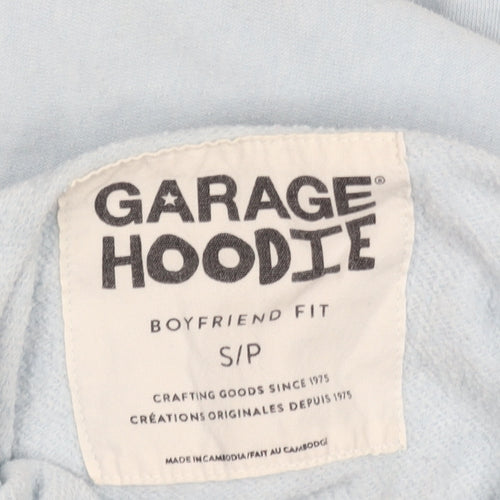 GARAGE®
HOODIE
BOYFRIEND FIT
S/P
CRAFTING GOODS SINCE 1975
CRÉATIONS ORIGINALES DEPUIS 1975
MADE IN CAMBODIA/FAIT AU CAMBODGE